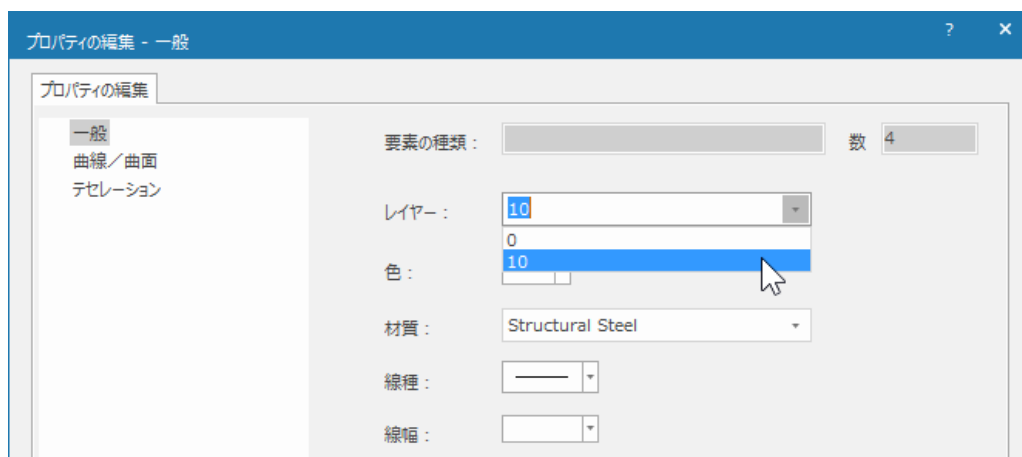 プロパティの編集 - 一般
? ×
プロパティの編集
一般
曲線／曲面
テセレーション
要素の種類：
数 4
レイヤー： 10
0
10
色：
材質： Structural Steel
線種：
線幅：